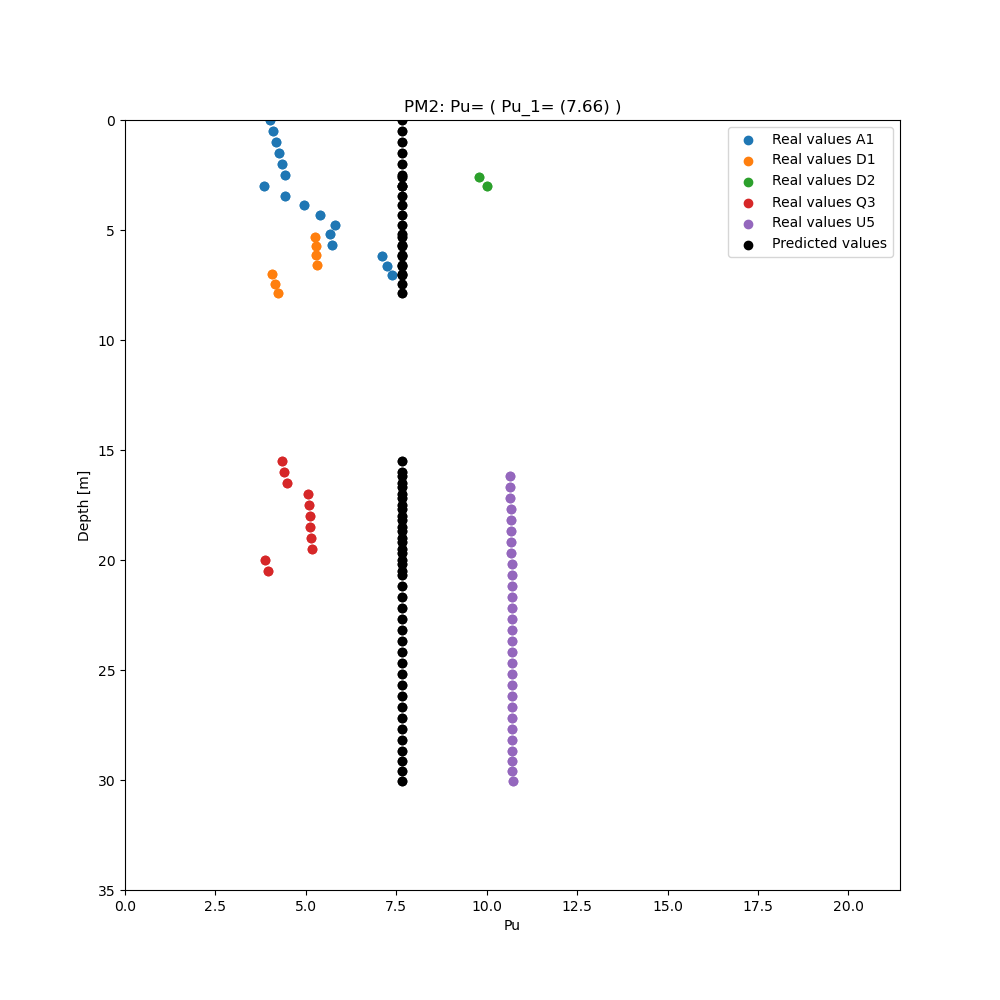 PM2: Pu= ( Pu_1= (7.66) )
Real values A1
Real values D1
Real values D2
Real values Q3
Real values U5
Predicted values
0
5
10
15
20
25
30
35
Depth [m]
0.0 2.5 5.0 7.5 10.0 12.5 15.0 17.5 20.0
Pu